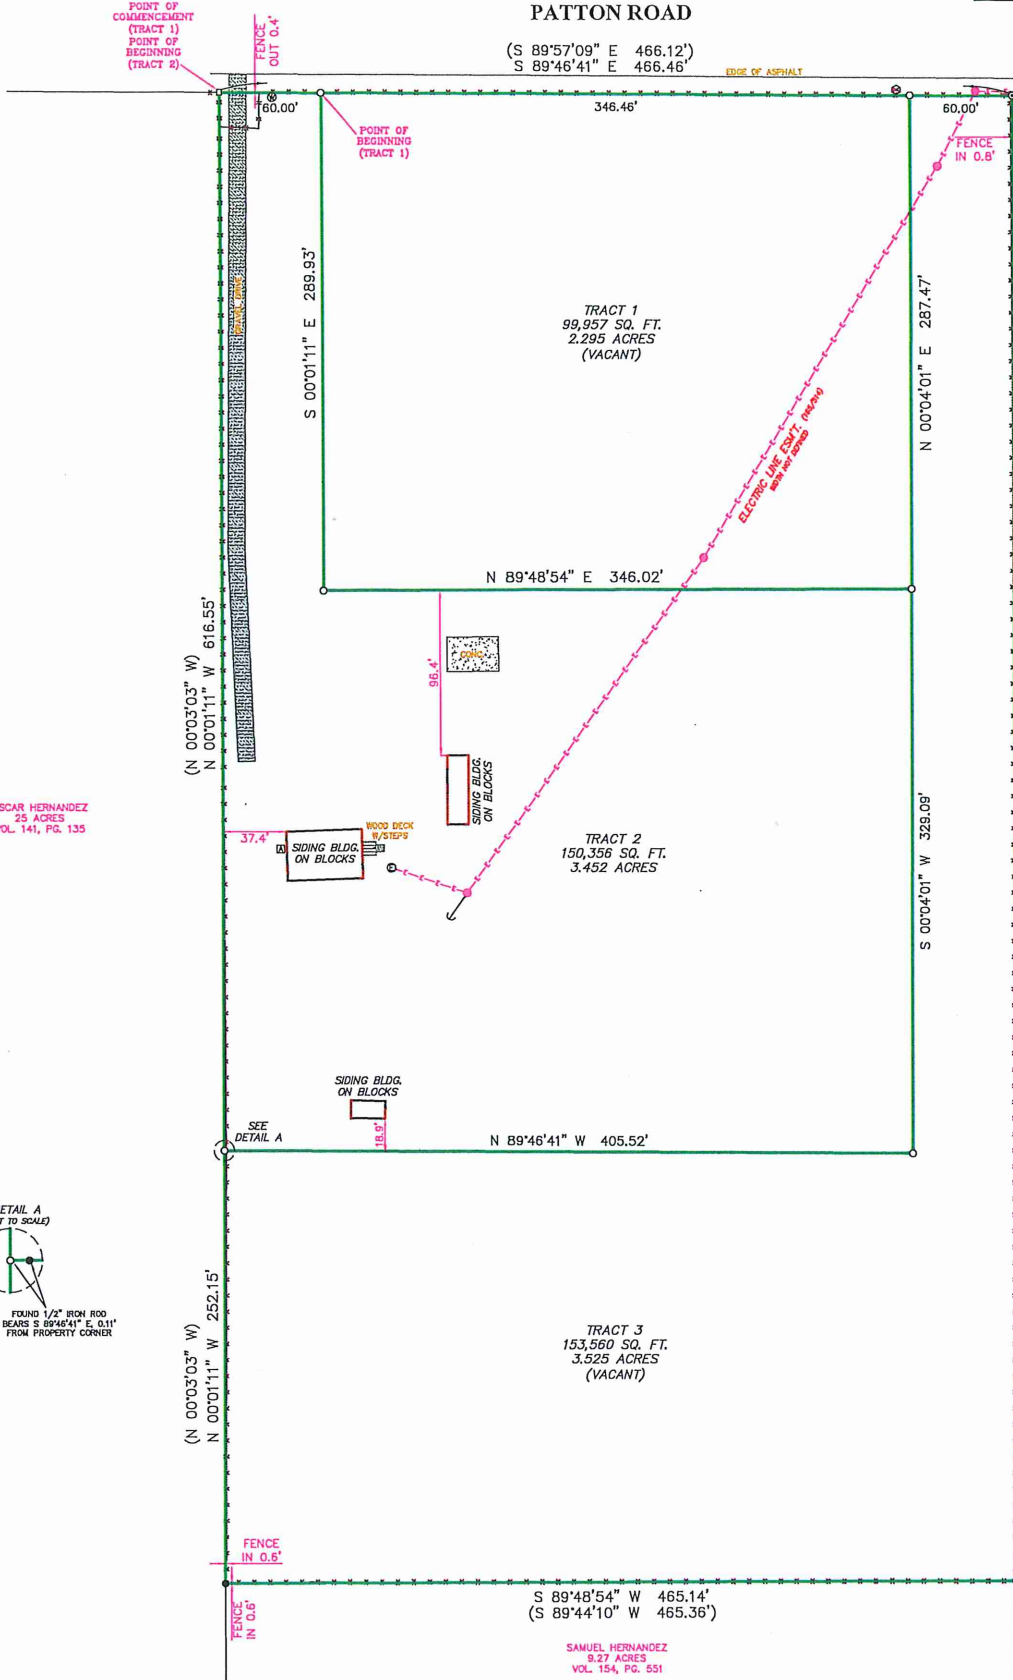 PATTON ROAD
(S 89°57'09" E 466.12')
S 89°46'41" E 466.46'
EDGE OF ASPHALT
POINT OF
COMMENCEMENT
(TRACT 1)
POINT OF
BEGINNING
(TRACT 2)
FENCE
OUT 0.4'
60.00'
346.46'
60.00'
POINT OF
BEGINNING
(TRACT 1)
FENCE
IN 0.8'
GRAVEL DRIVE
S 00°01'11" E 289.93'
TRACT 1
99,957 SQ. FT.
2.295 ACRES
(VACANT)
N 00°04'01" E 287.47'
ELECTRIC LINE ESM'T.
WIDTH NOT DEFINED
N 89°48'54" E 346.02'
(N 00°03'03" W)
N 00°01'11" W 616.55'
96.4'
CONC.
SIDING BLDG.
ON BLOCKS
SCAR HERNANDEZ
25 ACRES
OL. 141, PG. 135
37.4'
A
SIDING BLDG.
ON BLOCKS
WOOD DECK
W/STEPS
TRACT 2
150,356 SQ. FT.
3.452 ACRES
S 00°04'01" W 329.09'
SIDING BLDG.
ON BLOCKS
18.9'
SEE
DETAIL A
N 89°46'41" W 405.52'
ETAIL A
T TO SCALE)
FOUND 1/2" IRON ROD
BEARS S 89°46'41" E, 0.11'
FROM PROPERTY CORNER
(N 00°03'03" W)
N 00°01'11" W 252.15'
TRACT 3
153,560 SQ. FT.
3.525 ACRES
(VACANT)
FENCE
IN 0.6'
FENCE
IN 0.6'
S 89°48'54" W 465.14'
(S 89°44'10" W 465.36')
SAMUEL HERNANDEZ
9.27 ACRES
VOL. 154, PG. 551